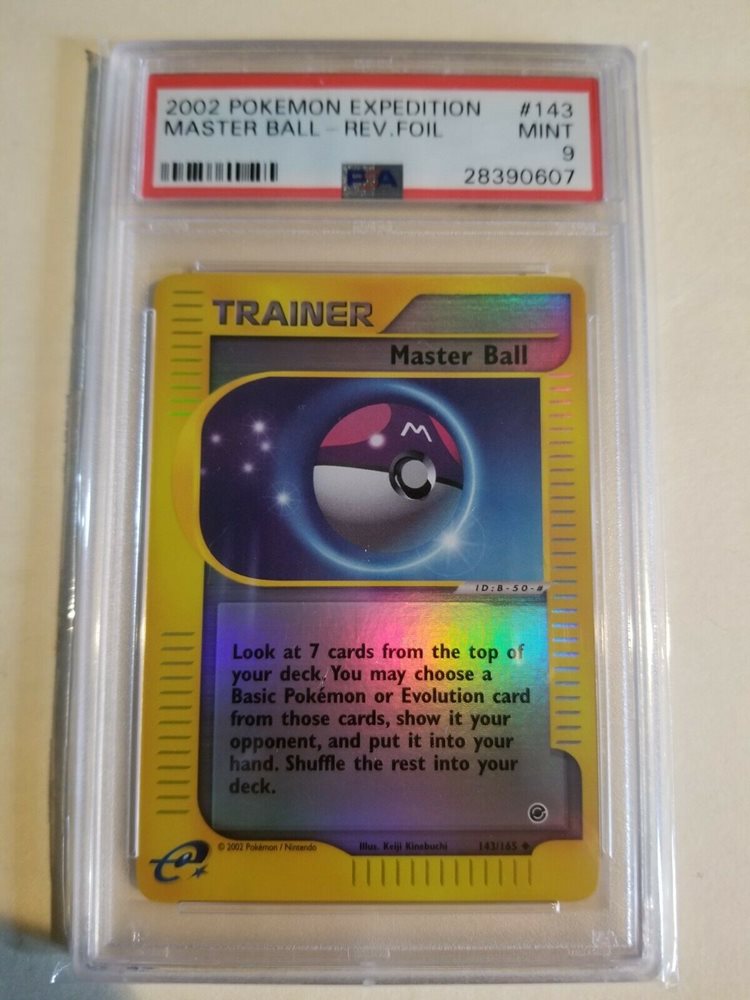 2002 POKEMON EXPEDITION #143
MASTER BALL - REV.FOIL MINT
9
PSA 28390607
TRAINER
Master Ball
M
ID:B-50-#
Look at 7 cards from the top of
your deck. You may choose a
Basic Pokémon or Evolution card
from those cards, show it your
opponent, and put it into your
hand. Shuffle the rest into your
deck.
e
© 2002 Pokémon / Nintendo Illus. Keiji Kinebuchi 143/165